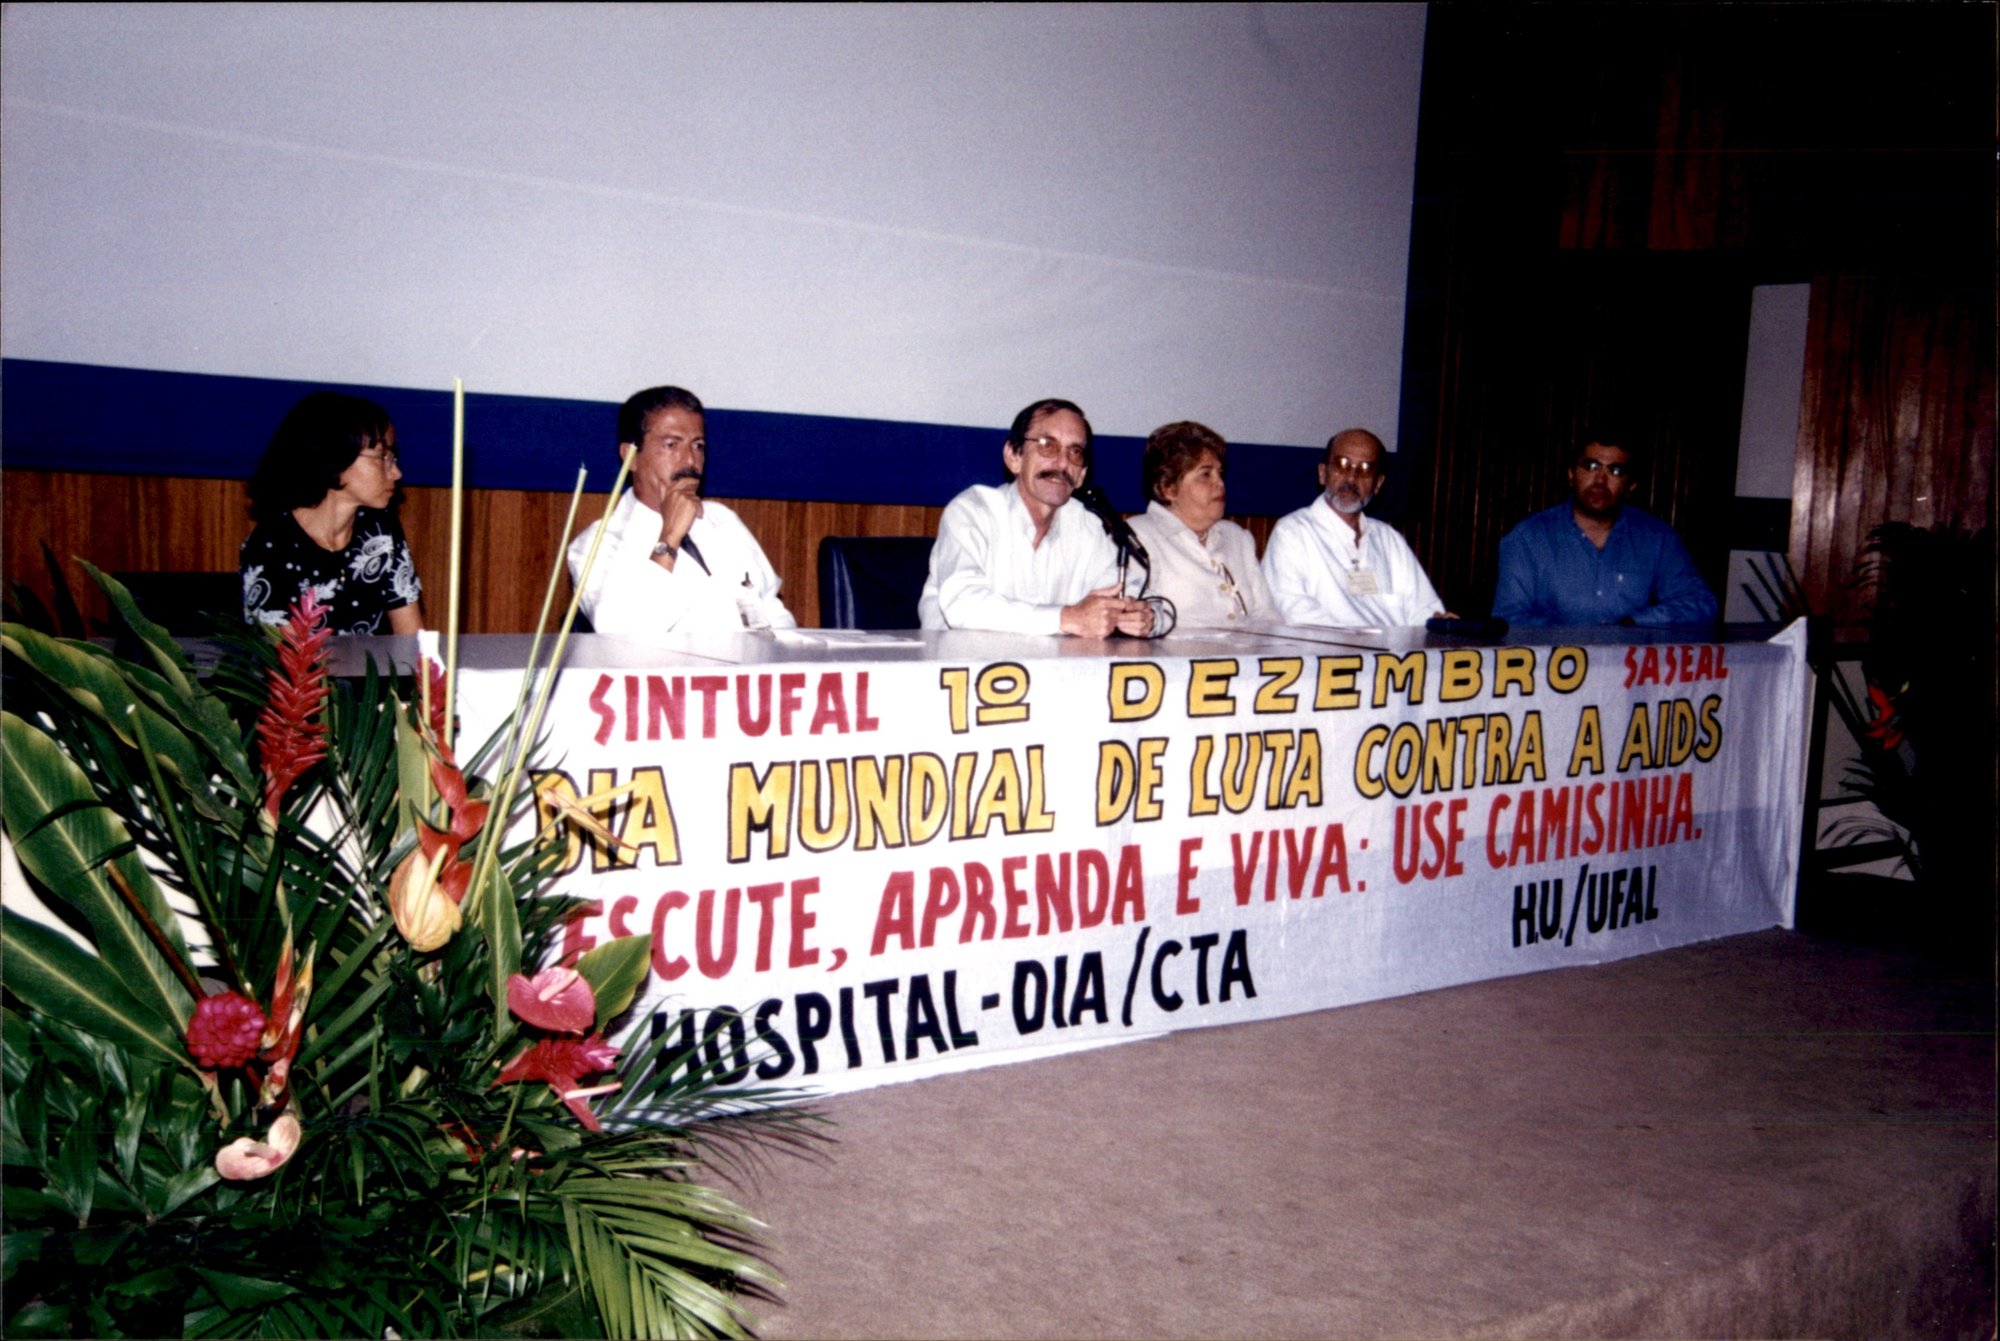 SINTUFAL 1º DEZEMBRO SASEAL
DIA MUNDIAL DE LUTA CONTRA A AIDS
ESCUTE, APRENDA E VIVA: USE CAMISINHA.
HOSPITAL-DIA/CTA H.U./UFAL